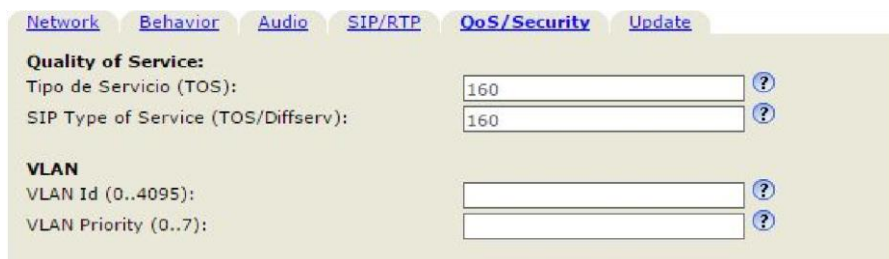 Network Behavior Audio SIP/RTP QoS/Security Update
Quality of Service:
Tipo de Servicio (TOS): 160 ?
SIP Type of Service (TOS/Diffserv): 160 ?
VLAN
VLAN Id (0..4095): ?
VLAN Priority (0..7): ?